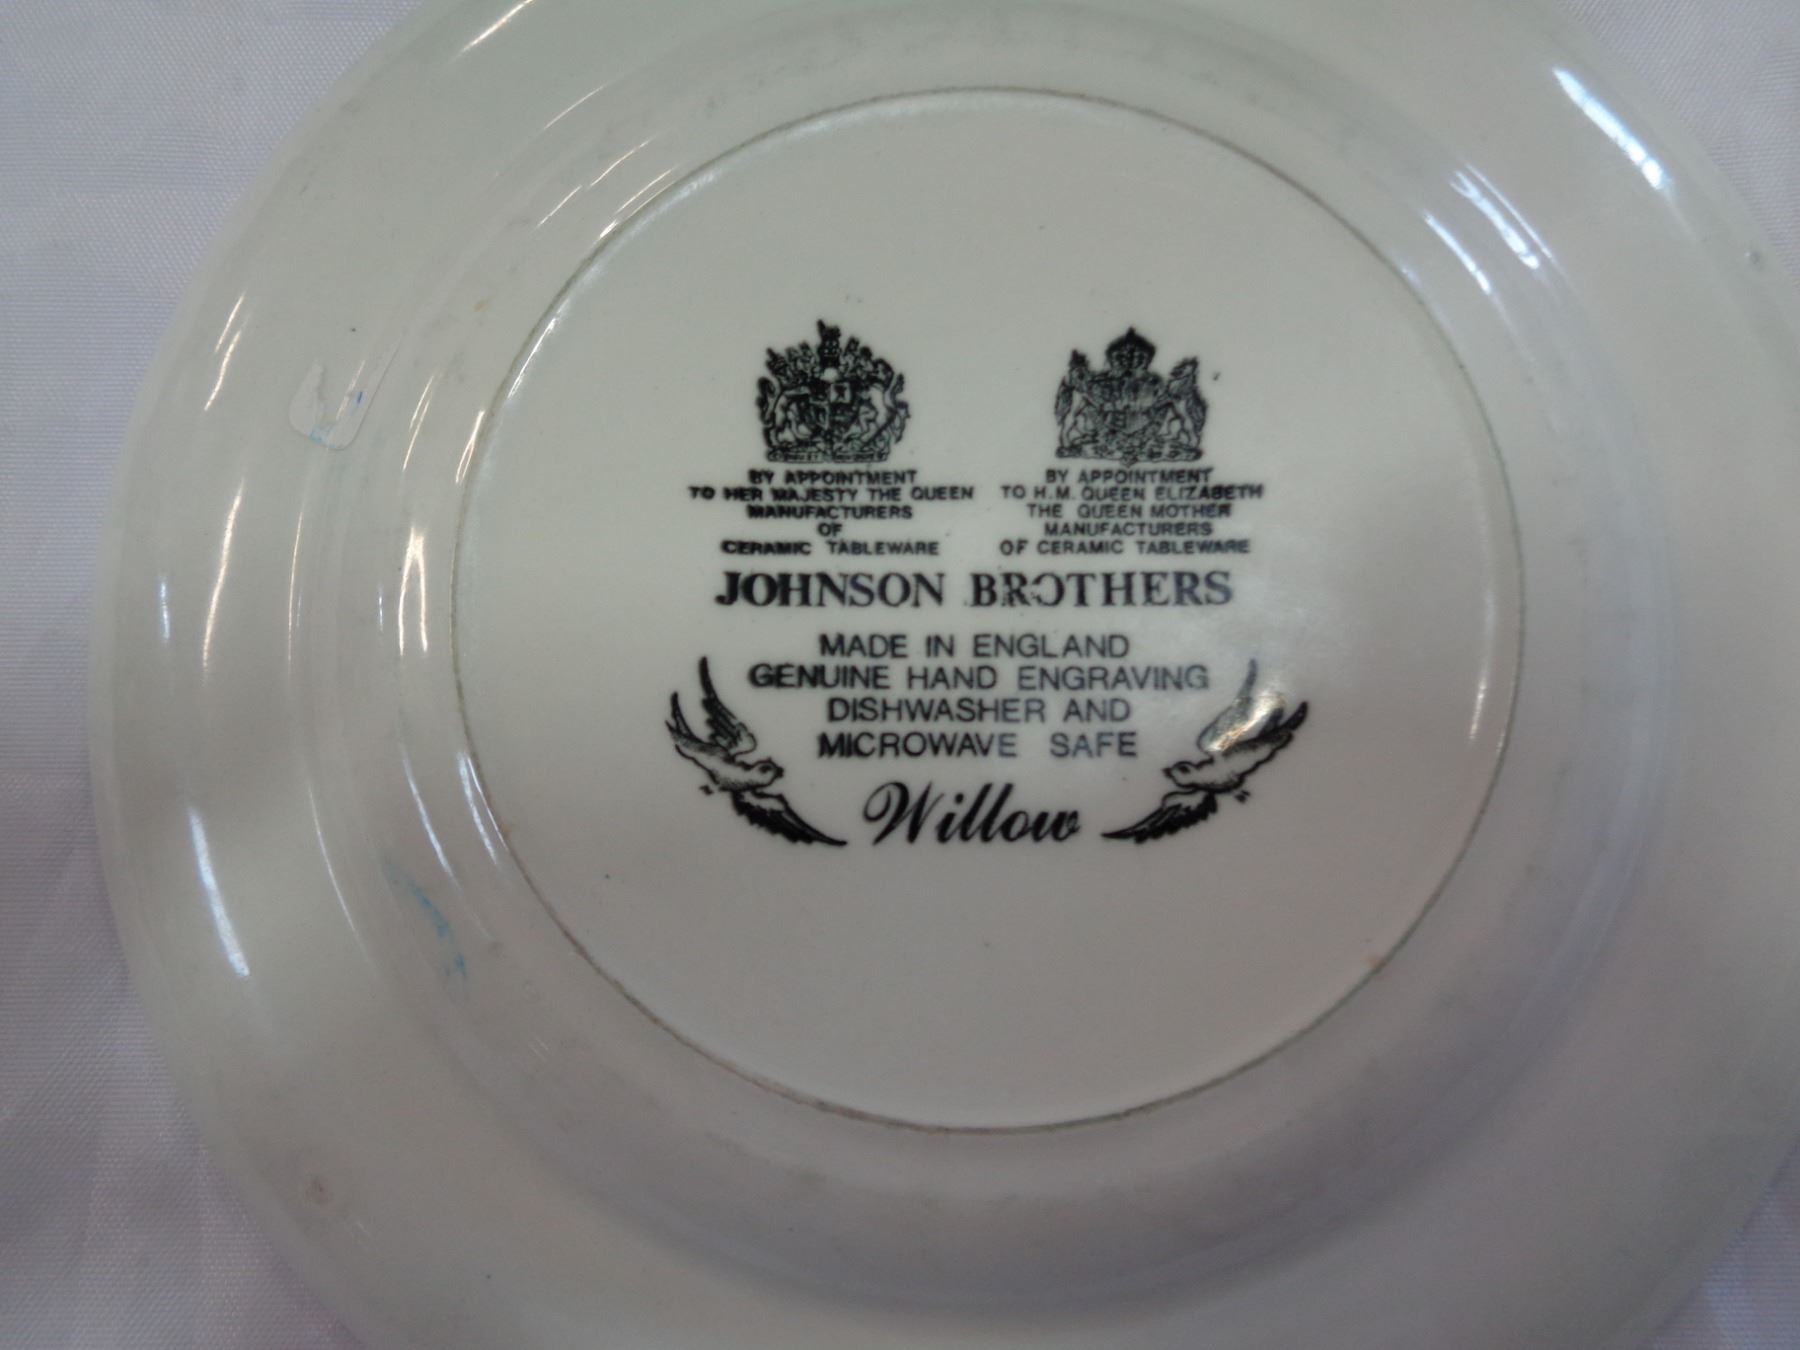 BY APPOINTMENT
TO HER MAJESTY THE QUEEN
MANUFACTURERS
OF
CERAMIC TABLEWARE
BY APPOINTMENT
TO H.M. QUEEN ELIZABETH
THE QUEEN MOTHER
MANUFACTURERS
OF CERAMIC TABLEWARE
JOHNSON BROTHERS
MADE IN ENGLAND
GENUINE HAND ENGRAVING
DISHWASHER AND
MICROWAVE SAFE
Willow